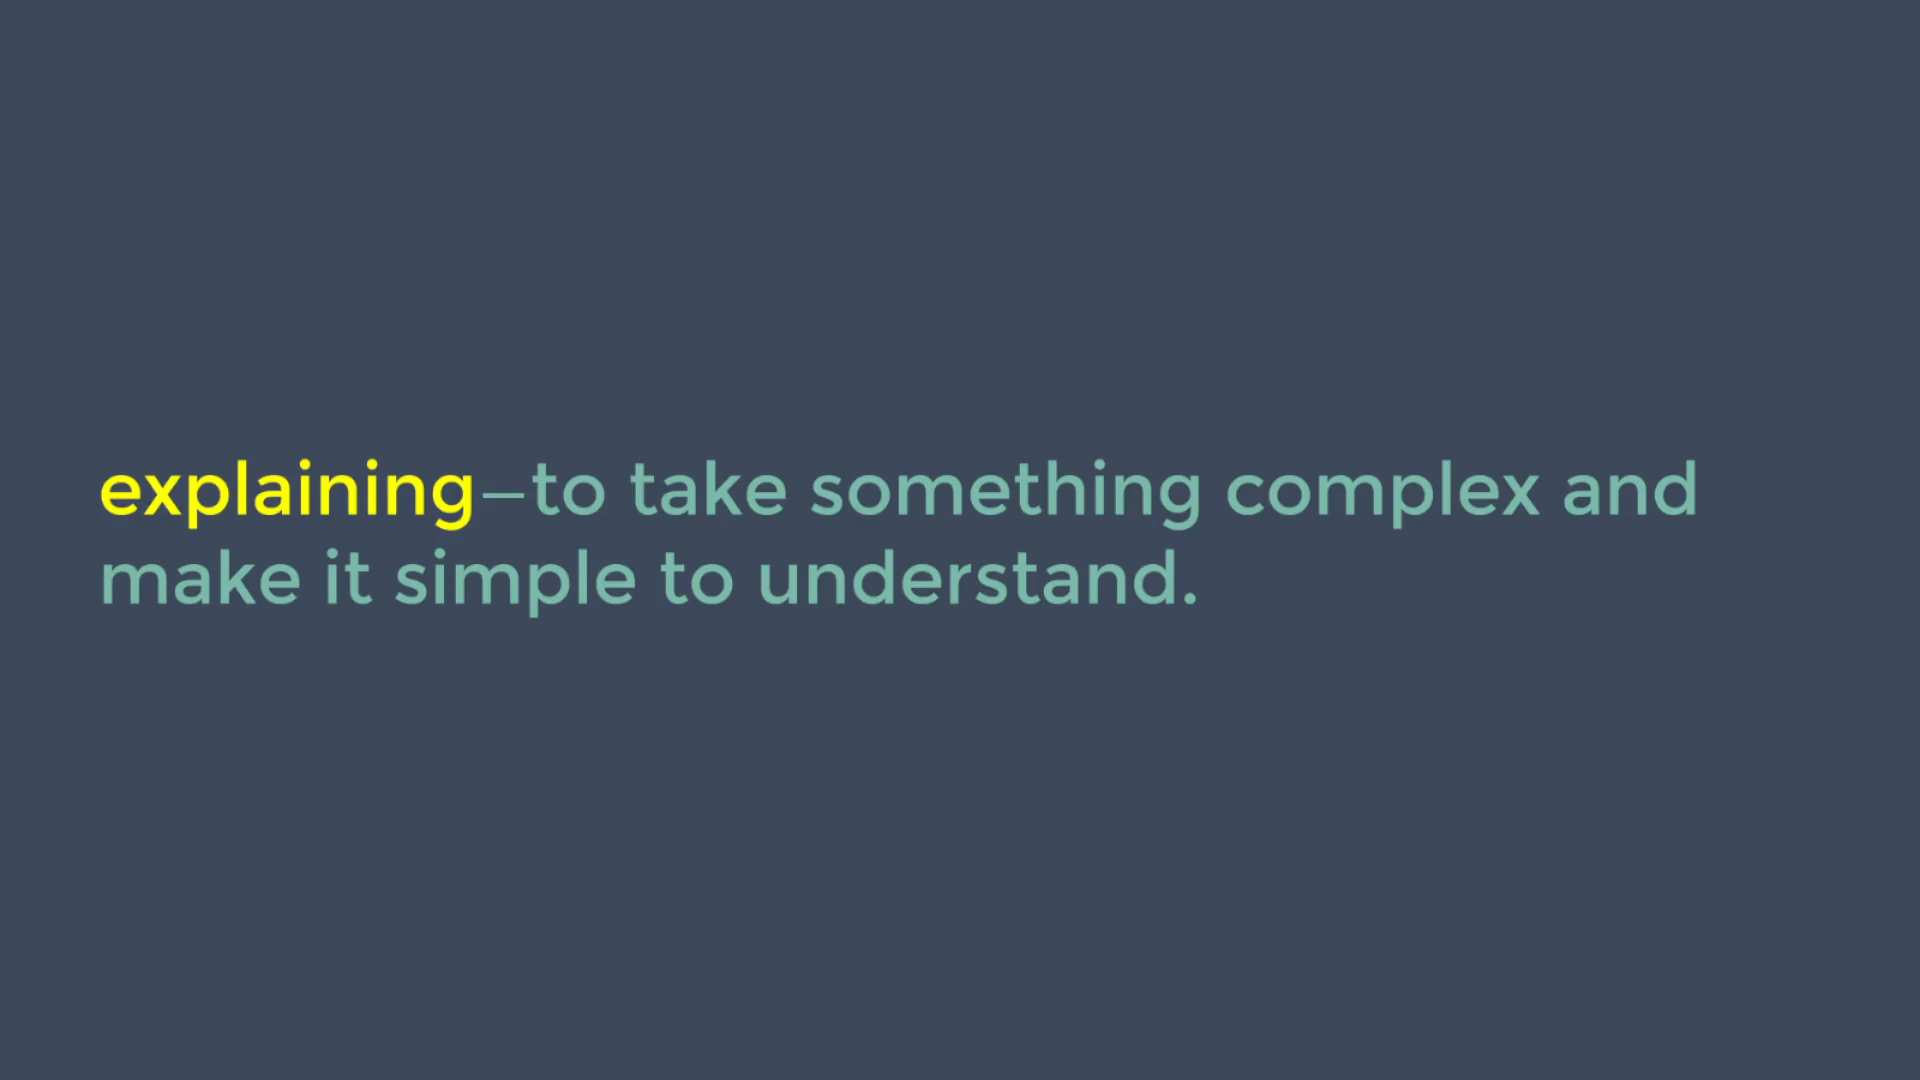 explaining—to take something complex and
make it simple to understand.